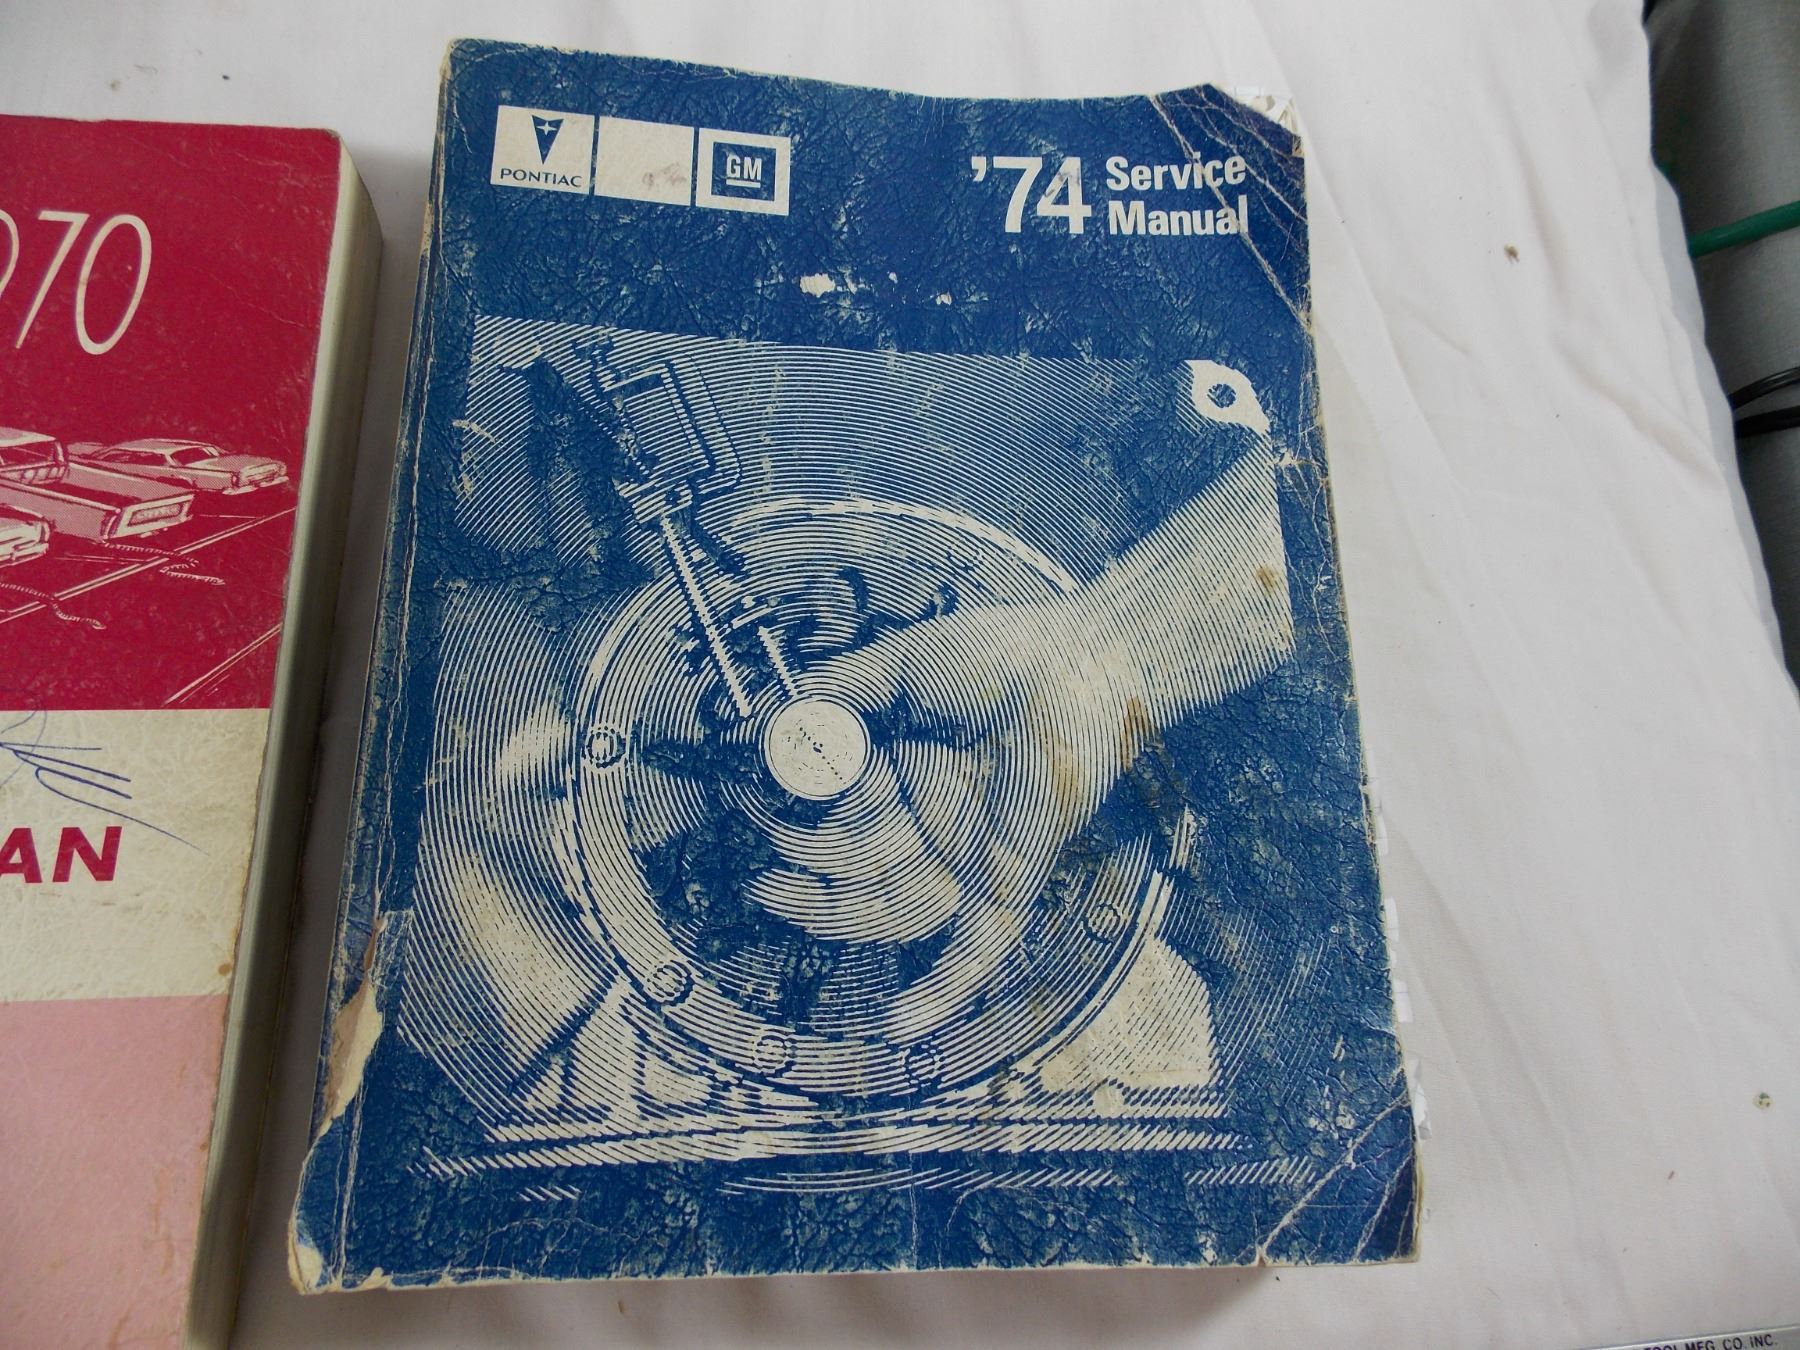 970
AN
PONTIAC
GM
'74 Service
Manual
TOOL MFG. CO. INC.